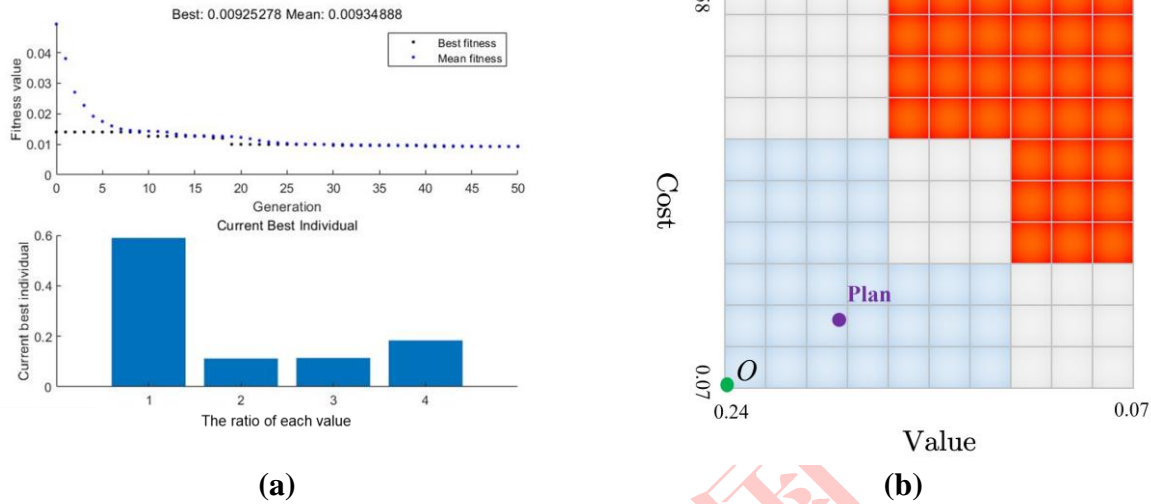 Best: 0.00925278 Mean: 0.00934888
Best fitness
Mean fitness
Fitness value
0.04
0.03
0.02
0.01
0
0 5 10 15 20 25 30 35 40 45 50
Generation
Current Best Individual
Current best individual
0.6
0.4
0.2
0
1 2 3 4
The ratio of each value
(a)
Cost
Plan
O
0.07
0.24 0.07
Value
(b)